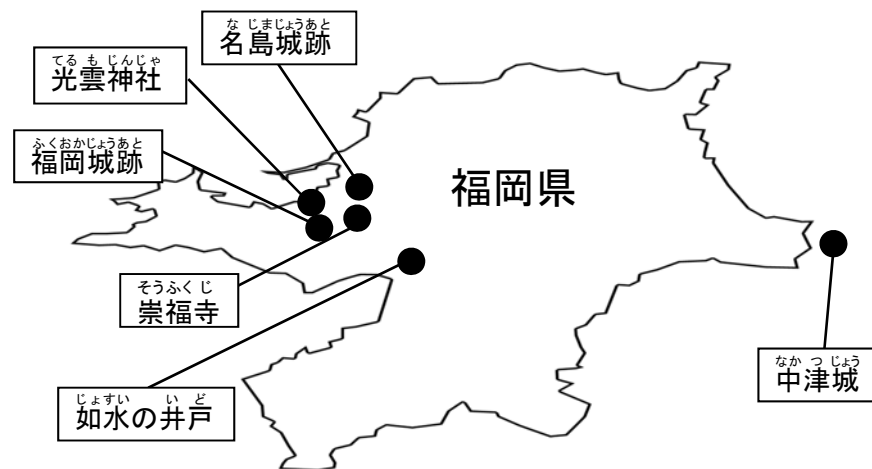 なじまじょうあと
名島城跡
てるもじんじゃ
光雲神社
ふくおかじょうあと
福岡城跡
福岡県
そうふくじ
崇福寺
なかつじょう
中津城
じょすい いど
如水の井戸